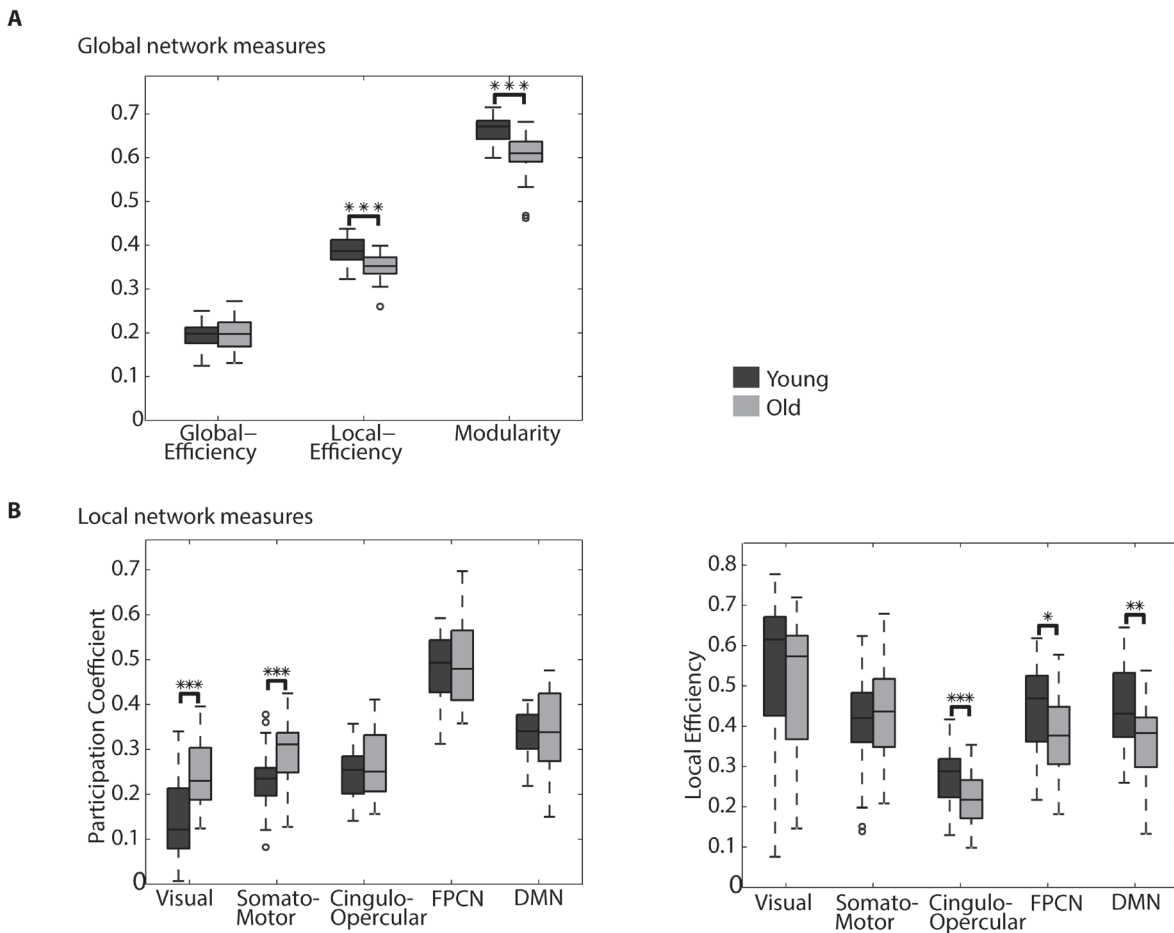 A
Global network measures
0.7
0.6
0.5
0.4
0.3
0.2
0.1
0
***
***
Global–
Efficiency
Local–
Efficiency
Modularity
Young
Old
B
Local network measures
Participation Coefficient
0.7
0.6
0.5
0.4
0.3
0.2
0.1
0
***
***
Visual
Somato-
Motor
Cingulo-
Opercular
FPCN
DMN
Local Efficiency
0.8
0.7
0.6
0.5
0.4
0.3
0.2
0.1
0
***
*
**
Visual
Somato-
Motor
Cingulo-
Opercular
FPCN
DMN